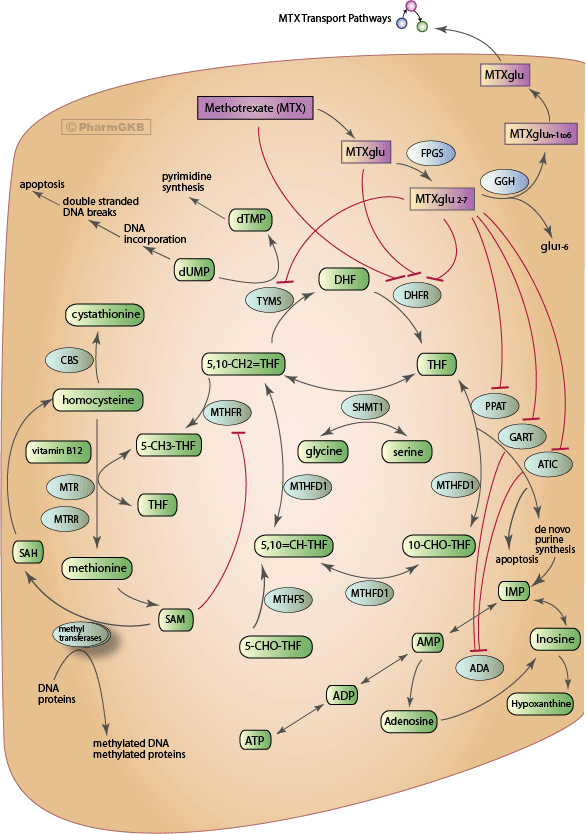 MTX Transport Pathways
MTXglu
Methotrexate (MTX)
© PharmGKB
MTXglun-1to6
MTXglu
FPGS
GGH
MTXglu 2-7
glu1-6
pyrimidine
synthesis
apoptosis
double stranded
DNA breaks
DNA
incorporation
dTMP
dUMP
TYMS
DHF
DHFR
cystathionine
CBS
homocysteine
5,10-CH2=THF
THF
MTHFR
SHMT1
PPAT
GART
ATIC
vitamin B12
5-CH3-THF
glycine
serine
MTR
MTRR
THF
MTHFD1
MTHFD1
de novo
purine
synthesis
apoptosis
SAH
methionine
5,10=CH-THF
10-CHO-THF
MTHFS
MTHFD1
IMP
SAM
methyl
transferases
5-CHO-THF
AMP
Inosine
ADA
DNA
proteins
ADP
Adenosine
Hypoxanthine
ATP
methylated DNA
methylated proteins